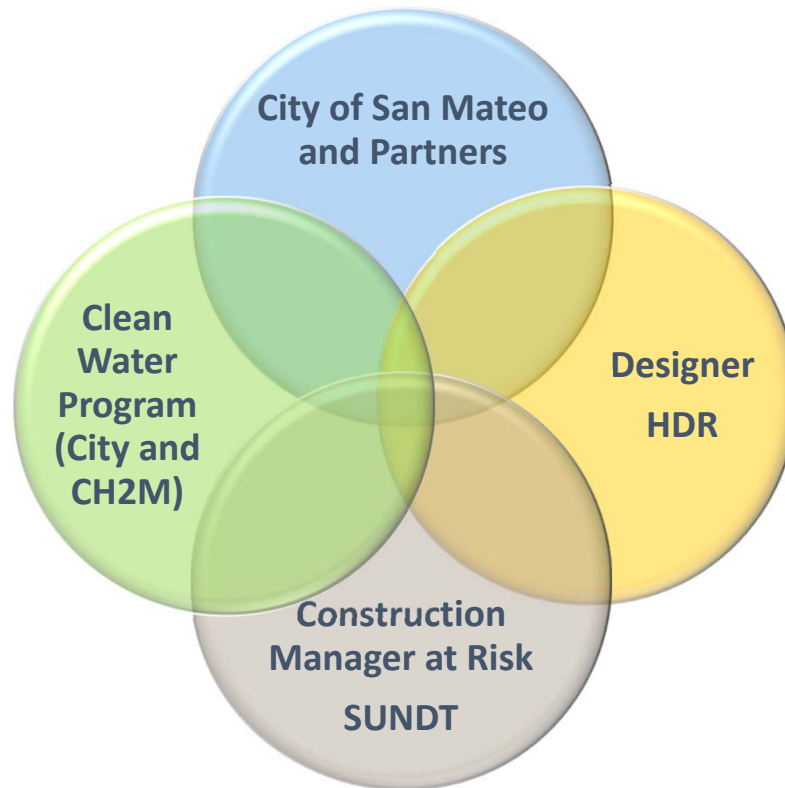 City of San Mateo
and Partners
Clean
Water
Program
(City and
CH2M)
Designer
HDR
Construction
Manager at Risk
SUNDT